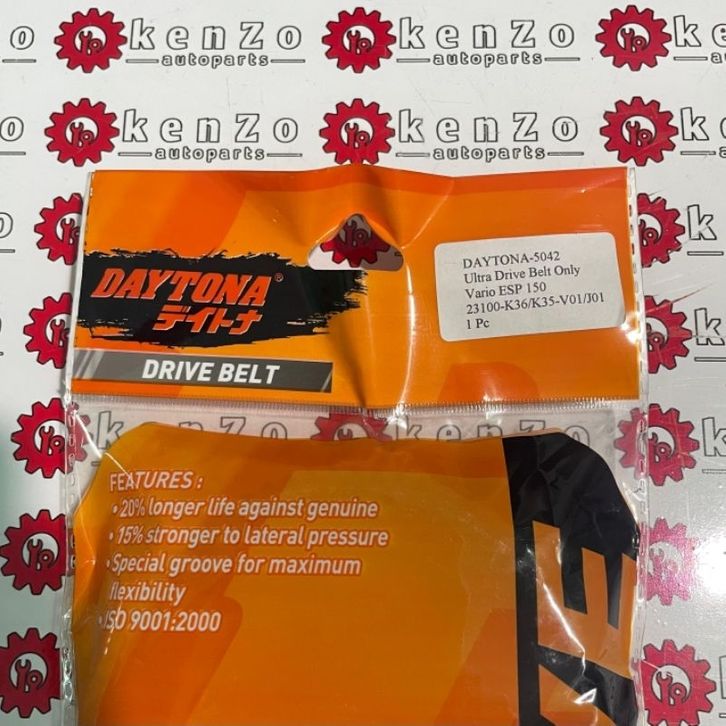 kenZo kenZo kenZo
autoparts autoparts
kenZo kenZo k
autoparts autoparts
DAYTONA®
デイトナ
DRIVE BELT
DAYTONA-5042
Ultra Drive Belt Only
Vario ESP 150
23100-K36/K35-V01/J01
1 Pc
FEATURES :
• 20% longer life against genuine
• 15% stronger to lateral pressure
• Special groove for maximum
flexibility
• ISO 9001:2000